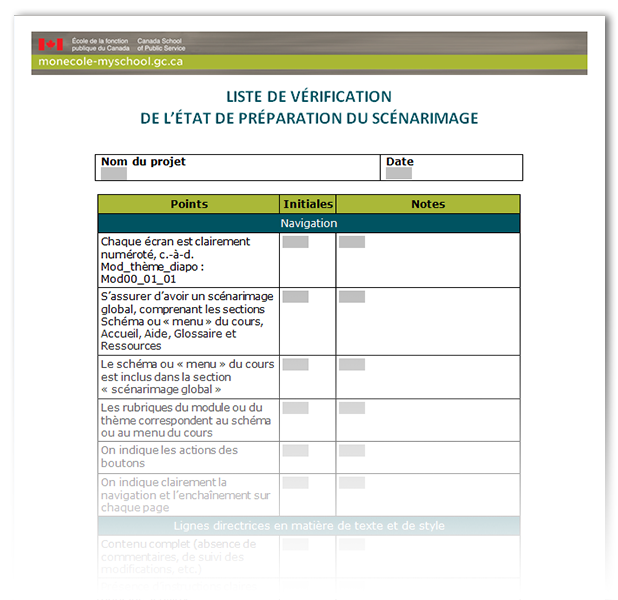 École de la fonction
publique du Canada
Canada School
of Public Service
monecole-myschool.gc.ca
LISTE DE VÉRIFICATION
DE L’ÉTAT DE PRÉPARATION DU SCÉNARIMAGE
Nom du projet
Date
Points Initiales Notes
Navigation
Chaque écran est clairement
numéroté, c.-à-d.
Mod_thème_diapo :
Mod00_01_01
S’assurer d’avoir un scénarimage
global, comprenant les sections
Schéma ou « menu » du cours,
Accueil, Aide, Glossaire et
Ressources
Le schéma ou « menu » du cours
est inclus dans la section
« scénarimage global »
Les rubriques du module ou du
thème correspondent au schéma
ou au menu du cours
On indique les actions des
boutons
On indique clairement la
navigation et l’enchaînement sur
chaque page
Lignes directrices en matière de texte et de style
Contenu complet (absence de
commentaires, de suivi des
modifications, etc.)